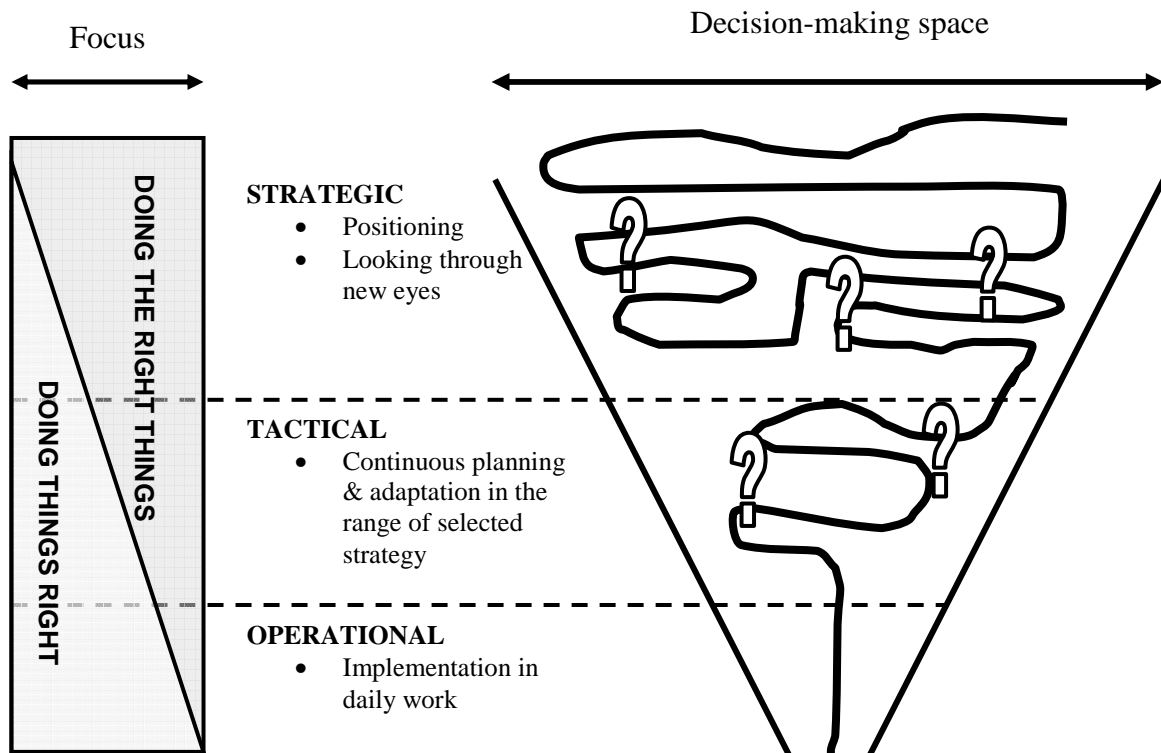 Focus
Decision-making space
DOING THE RIGHT THINGS
DOING THINGS RIGHT
STRATEGIC
• Positioning
• Looking through
new eyes
? ? ?
TACTICAL
• Continuous planning
& adaptation in the
range of selected
strategy
? ?
OPERATIONAL
• Implementation in
daily work